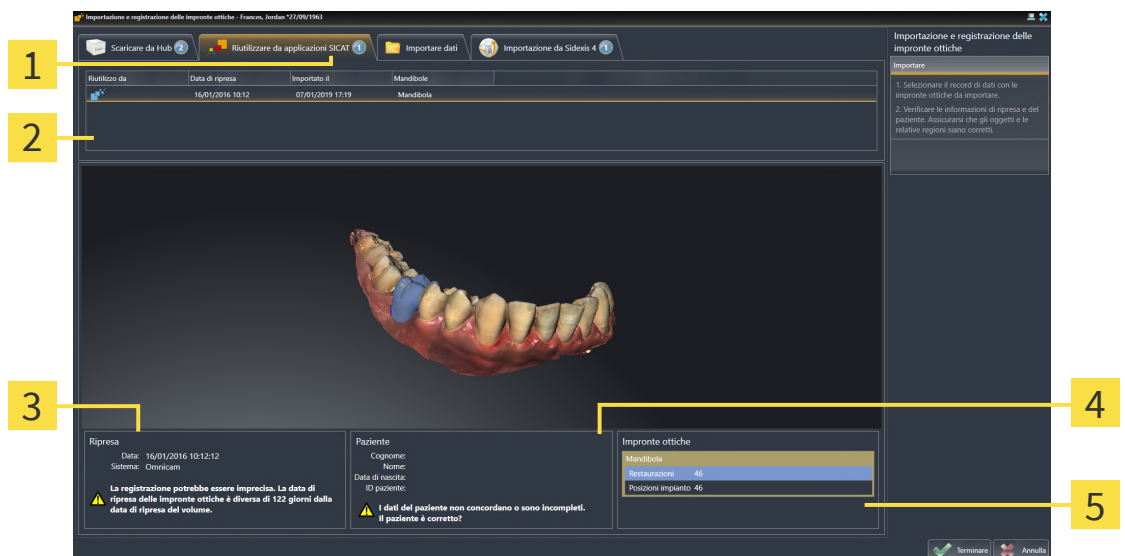 Importazione e registrazione delle impronte ottiche - Frances, Jordan *27/09/1963
Scaricare da Hub 2
Riutilizzare da applicazioni SICAT 1
Importare dati
Importazione da Sidexis 4 1
1
Riutilizzo da Data di ripresa Importato il Mandibole
16/01/2016 10:12 07/01/2019 17:19 Mandibola
2
Importazione e registrazione delle
impronte ottiche
Importare
1. Selezionare il record di dati con le
impronte ottiche da importare.
2. Verificare le informazioni di ripresa e del
paziente. Assicurarsi che gli oggetti e le
relative regioni siano corretti.
3
Ripresa
Data: 16/01/2016 10:12:12
Sistema: Omnicam
La registrazione potrebbe essere imprecisa. La data di
ripresa delle impronte ottiche è diversa di 122 giorni dalla
data di ripresa del volume.
4
Paziente
Cognome:
Nome:
Data di nascita:
ID paziente:
I dati del paziente non concordano o sono incompleti.
Il paziente è corretto?
Impronte ottiche
Mandibola
Restaurazioni 46
Posizioni impianto 46
5
Terminare
Annulla